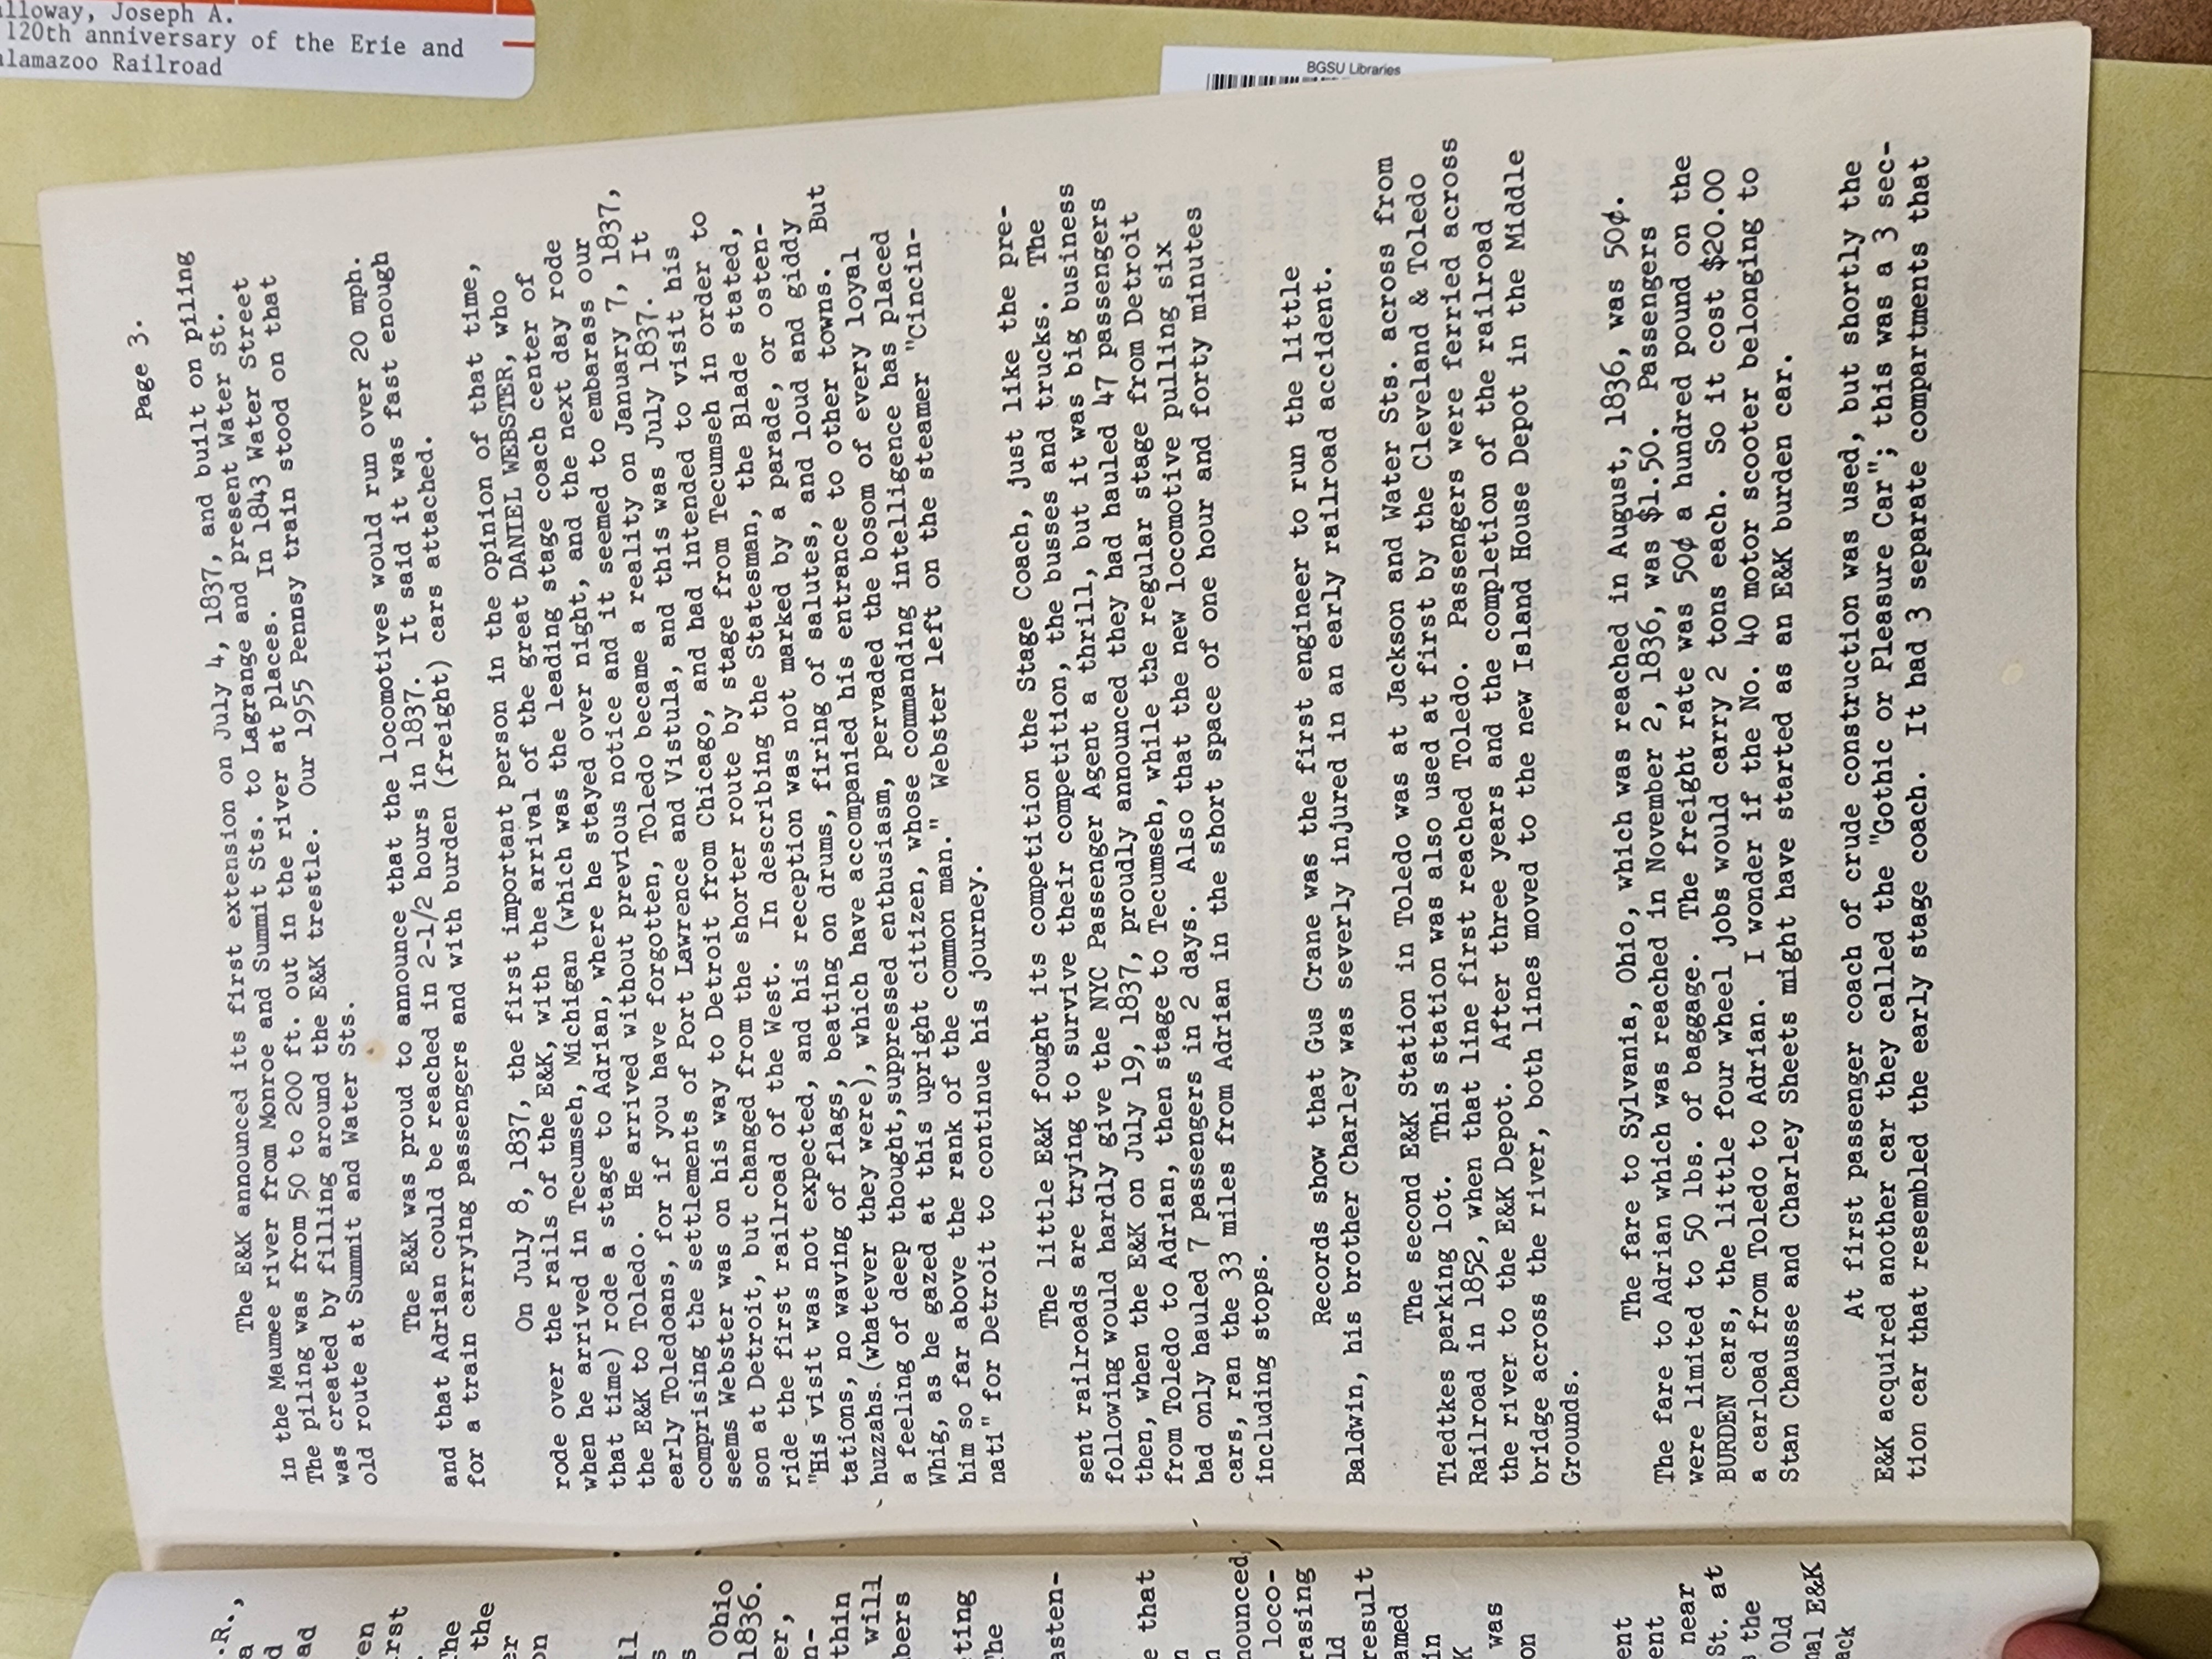 lloway, Joseph A.
120th anniversary of the Erie and
lamazoo Railroad
BGSU Libraries
Page 3.
The E&K announced its first extension on July 4, 1837, and built on piling
in the Maumee river from Monroe and Summit Sts. to Lagrange and present Water St.
The piling was from 50 to 200 ft. out in the river at places. In 1843 Water Street
was created by filling around the E&K trestle. Our 1955 Pennsy train stood on that
old route at Summit and Water Sts.
The E&K was proud to announce that the locomotives would run over 20 mph.
and that Adrian could be reached in 2-1/2 hours in 1837. It said it was fast enough
for a train carrying passengers and with burden (freight) cars attached.
On July 8, 1837, the first important person in the opinion of that time,
rode over the rails of the E&K, with the arrival of the great DANIEL WEBSTER, who
when he arrived in Tecumseh, Michigan (which was the leading stage coach center of
that time) rode a stage to Adrian, where he stayed over night, and the next day rode
the E&K to Toledo. He arrived without previous notice and it seemed to embarass our
early Toledoans, for if you have forgotten, Toledo became a reality on January 7, 1837,
comprising the settlements of Port Lawrence and Vistula, and this was July 1837. It
seems Webster was on his way to Detroit from Chicago, and had intended to visit his
son at Detroit, but changed from the shorter route by stage from Tecumseh in order to
ride the first railroad of the West. In describing the Statesman, the Blade stated,
"His visit was not expected, and his reception was not marked by a parade, or osten-
tations, no waving of flags, beating on drums, firing of salutes, and loud and giddy
huzzahs (whatever they were), which have accompanied his entrance to other towns. But
a feeling of deep thought, suppressed enthusiasm, pervaded the bosom of every loyal
Whig, as he gazed at this upright citizen, whose commanding intelligence has placed
him so far above the rank of the common man." Webster left on the steamer "Cincin-
nati" for Detroit to continue his journey.
The little E&K fought its competition the Stage Coach, just like the pre-
sent railroads are trying to survive their competition, the busses and trucks. The
following would hardly give the NYC Passenger Agent a thrill, but it was big business
then, when the E&K on July 19, 1837, proudly announced they had hauled 47 passengers
from Toledo to Adrian, then stage to Tecumseh, while the regular stage from Detroit
had only hauled 7 passengers in 2 days. Also that the new locomotive pulling six
cars, ran the 33 miles from Adrian in the short space of one hour and forty minutes
including stops.
Records show that Gus Crane was the first engineer to run the little
Baldwin, his brother Charley was severly injured in an early railroad accident.
The second E&K Station in Toledo was at Jackson and Water Sts. across from
Tiedtkes parking lot. This station was also used at first by the Cleveland & Toledo
Railroad in 1852, when that line first reached Toledo. Passengers were ferried across
the river to the E&K Depot. After three years and the completion of the railroad
bridge across the river, both lines moved to the new Island House Depot in the Middle
Grounds.
The fare to Sylvania, Ohio, which was reached in August, 1836, was 50¢.
The fare to Adrian which was reached in November 2, 1836, was $1.50. Passengers
were limited to 50 lbs. of baggage. The freight rate was 50¢ a hundred pound on the
BURDEN cars, the little four wheel jobs would carry 2 tons each. So it cost $20.00
a carload from Toledo to Adrian. I wonder if the No. 40 motor scooter belonging to
Stan Chausse and Charley Sheets might have started as an E&K burden car.
At first passenger coach of crude construction was used, but shortly the
E&K acquired another car they called the "Gothic or Pleasure Car"; this was a 3 sec-
tion car that resembled the early stage coach. It had 3 separate compartments that
.R.,
a
d
ad
en
rst
The
the
er
on
il
s
s
Ohio
1836.
er,
n-
thin
will
bers
ting
The
asten-
e that
n
n
nounced
loco-
rasing
ld
result
amed
in
K
was
on
ent
ent
near
St. at
s the
Old
nal E&K
ack